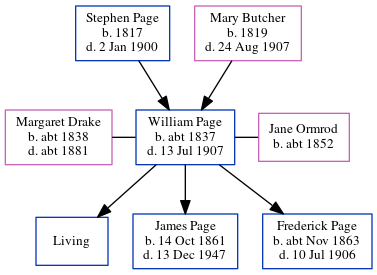 Stephen Page
b. 1817
d. 2 Jan 1900
Mary Butcher
b. 1819
d. 24 Aug 1907
Margaret Drake
b. abt 1838
d. abt 1881
William Page
b. abt 1837
d. 13 Jul 1907
Jane Ormrod
b. abt 1852
Living
James Page
b. 14 Oct 1861
d. 13 Dec 1947
Frederick Page
b. abt Nov 1863
d. 10 Jul 1906